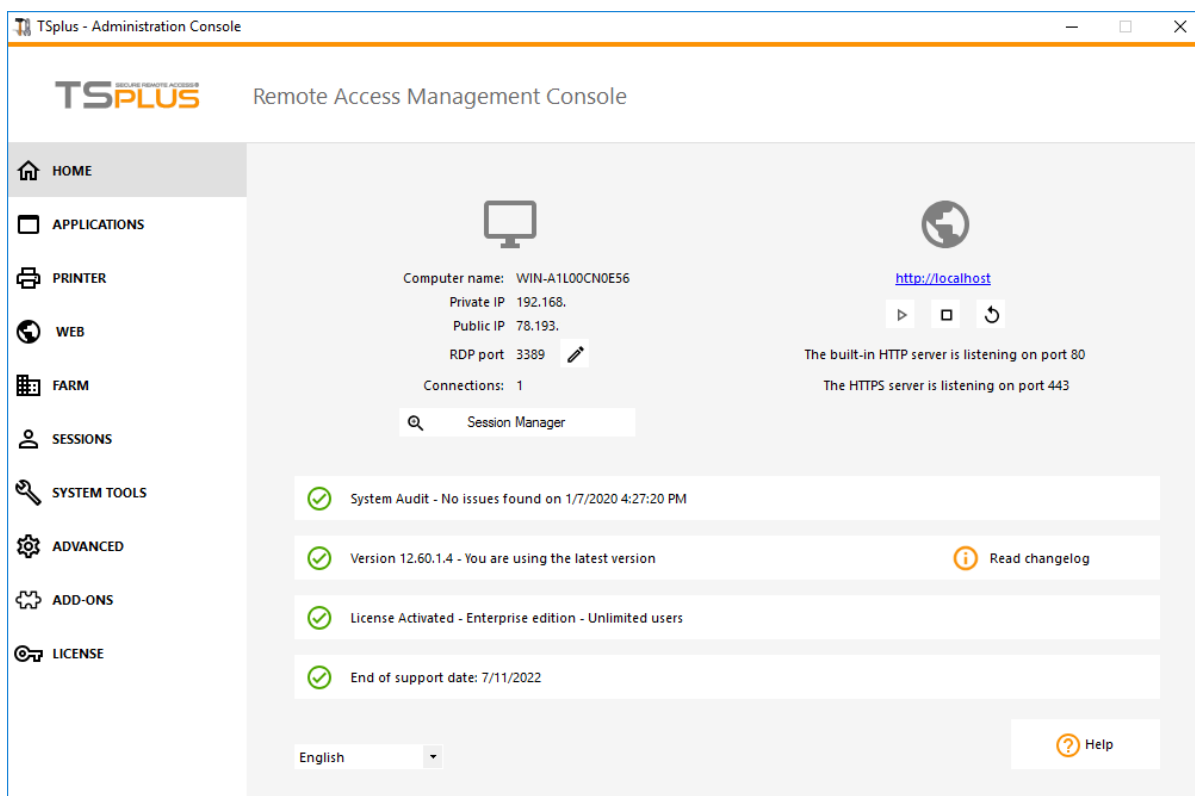 TSplus - Administration Console
TSPLUS SECURE REMOTE ACCESS®
Remote Access Management Console
HOME
APPLICATIONS
PRINTER
WEB
FARM
SESSIONS
SYSTEM TOOLS
ADVANCED
ADD-ONS
LICENSE
Computer name: WIN-A1L00CN0E56
Private IP 192.168.
Public IP 78.193.
RDP port 3389
Connections: 1
Session Manager
http://localhost
The built-in HTTP server is listening on port 80
The HTTPS server is listening on port 443
System Audit - No issues found on 1/7/2020 4:27:20 PM
Version 12.60.1.4 - You are using the latest version
Read changelog
License Activated - Enterprise edition - Unlimited users
End of support date: 7/11/2022
English
Help